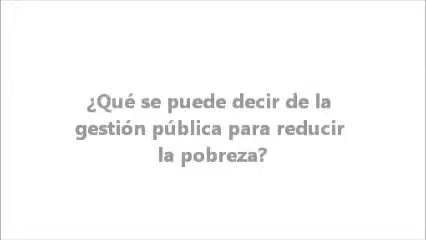 ¿Qué se puede decir de la
gestión pública para reducir
la pobreza?